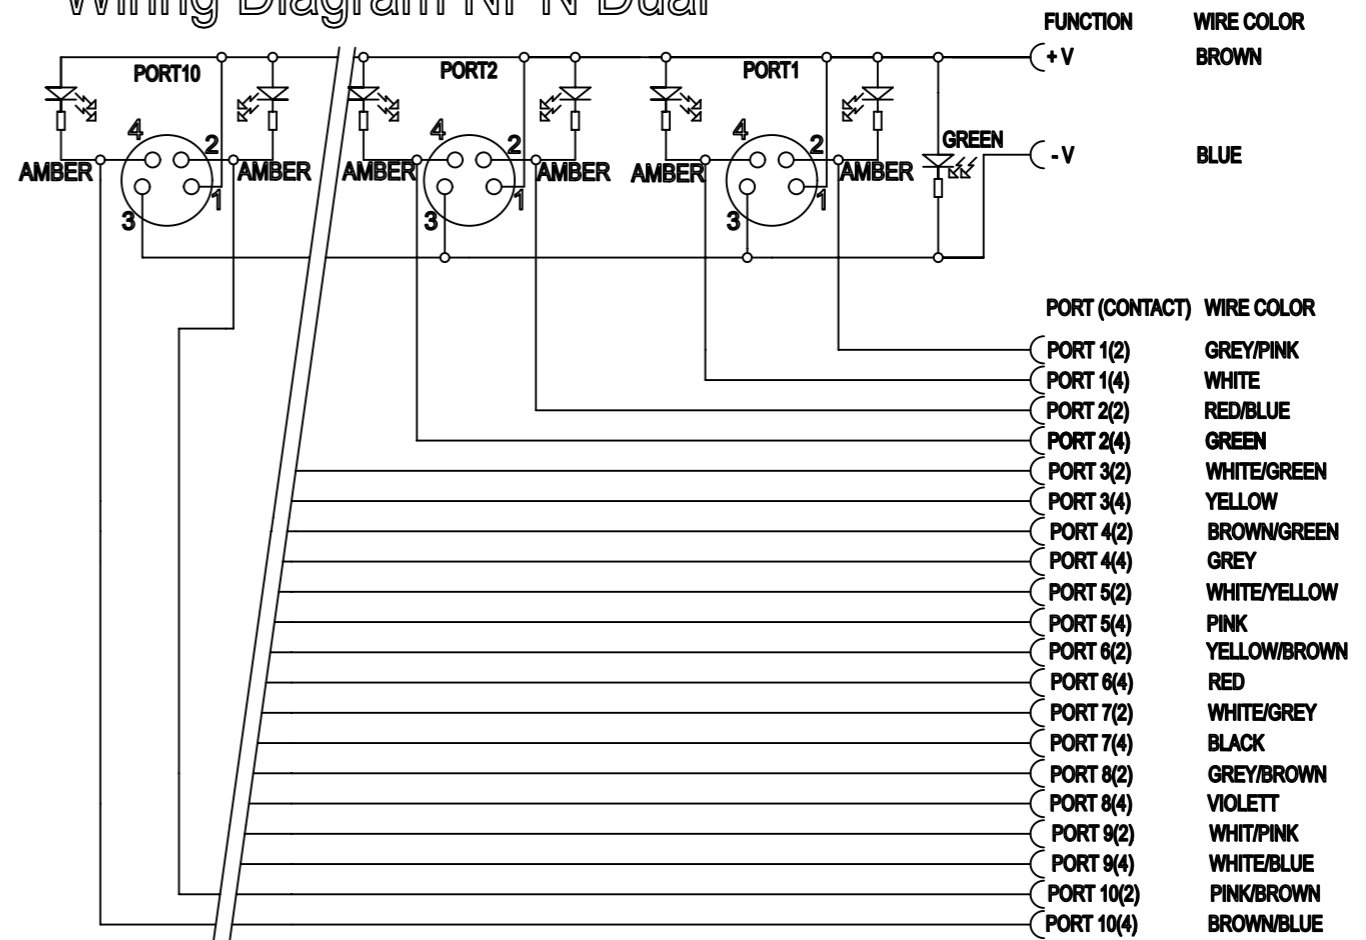 Wiring Diagram NPN Dual
FUNCTION WIRE COLOR
+ V BROWN
PORT10 PORT2 PORT1
4 2 4 2 4 2 GREEN
- V BLUE
AMBER AMBER AMBER AMBER AMBER AMBER
3 1 3 1 3 1
PORT (CONTACT) WIRE COLOR
PORT 1(2) GREY/PINK
PORT 1(4) WHITE
PORT 2(2) RED/BLUE
PORT 2(4) GREEN
PORT 3(2) WHITE/GREEN
PORT 3(4) YELLOW
PORT 4(2) BROWN/GREEN
PORT 4(4) GREY
PORT 5(2) WHITE/YELLOW
PORT 5(4) PINK
PORT 6(2) YELLOW/BROWN
PORT 6(4) RED
PORT 7(2) WHITE/GREY
PORT 7(4) BLACK
PORT 8(2) GREY/BROWN
PORT 8(4) VIOLETT
PORT 9(2) WHIT/PINK
PORT 9(4) WHITE/BLUE
PORT 10(2) PINK/BROWN
PORT 10(4) BROWN/BLUE